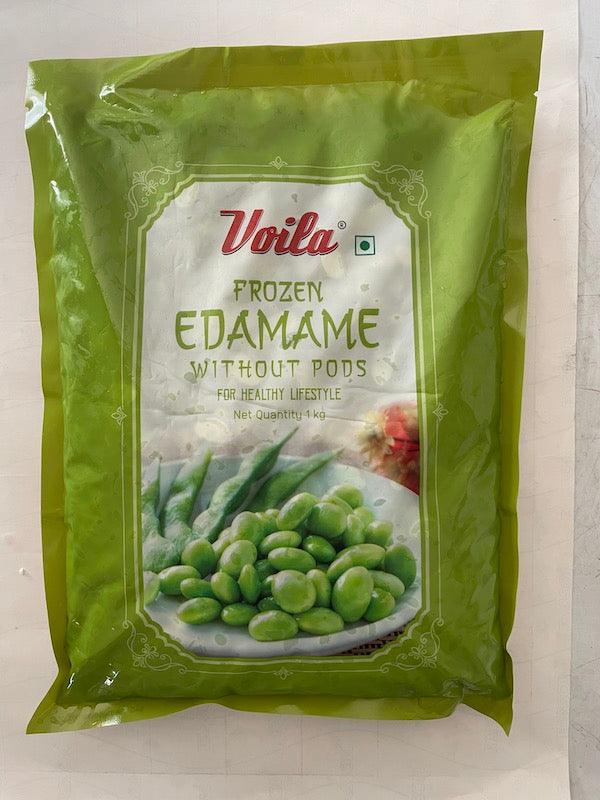 Voila®
FROZEN
EDAMAME
WITHOUT PODS
FOR HEALTHY LIFESTYLE
Net Quantity 1 kg